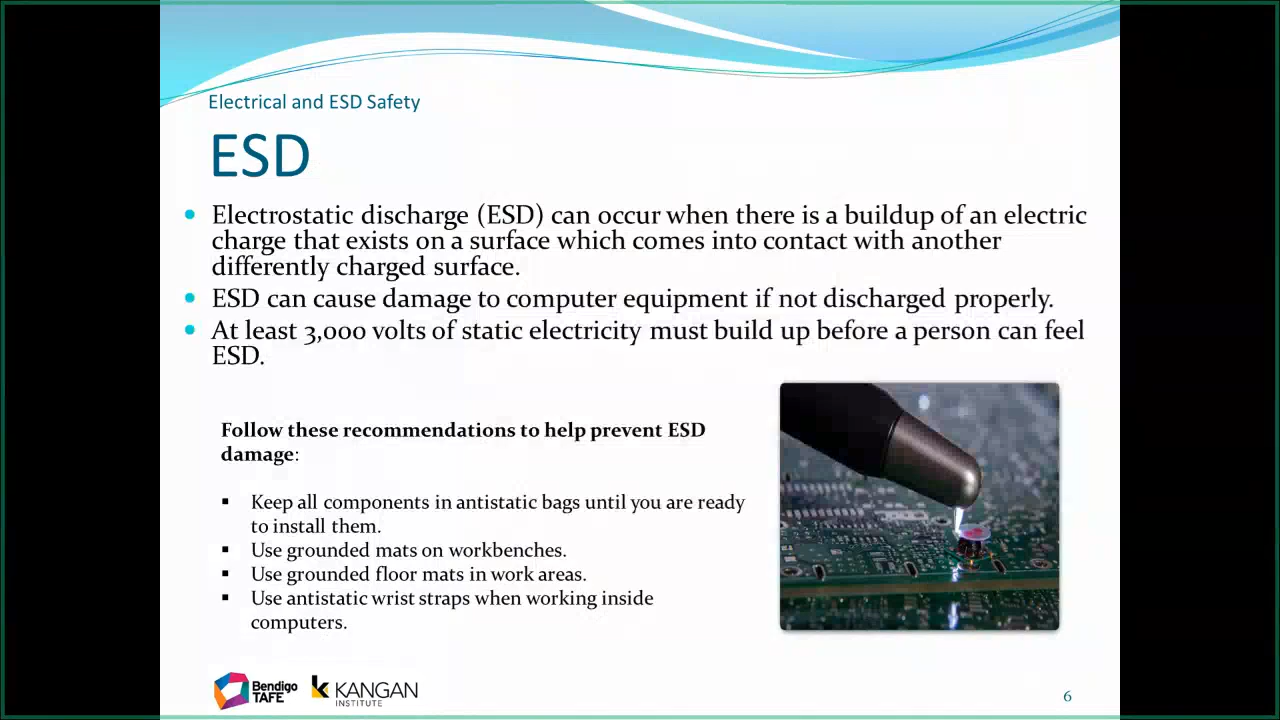 Electrical and ESD Safety
ESD
Electrostatic discharge (ESD) can occur when there is a buildup of an electric
charge that exists on a surface which comes into contact with another
differently charged surface.
ESD can cause damage to computer equipment if not discharged properly.
At least 3,000 volts of static electricity must build up before a person can feel
ESD.
Follow these recommendations to help prevent ESD
damage:
Keep all components in antistatic bags until you are ready
to install them.
Use grounded mats on workbenches.
Use grounded floor mats in work areas.
Use antistatic wrist straps when working inside
computers.
Bendigo
TAFE
KANGAN
INSTITUTE
6